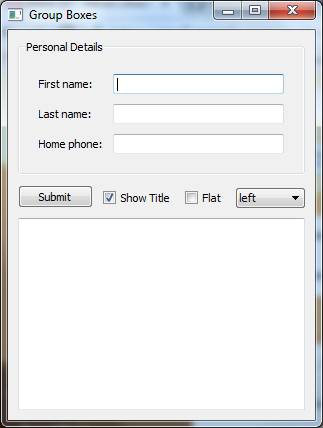 Group Boxes
Personal Details
First name:
Last name:
Home phone:
Submit Show Title Flat left